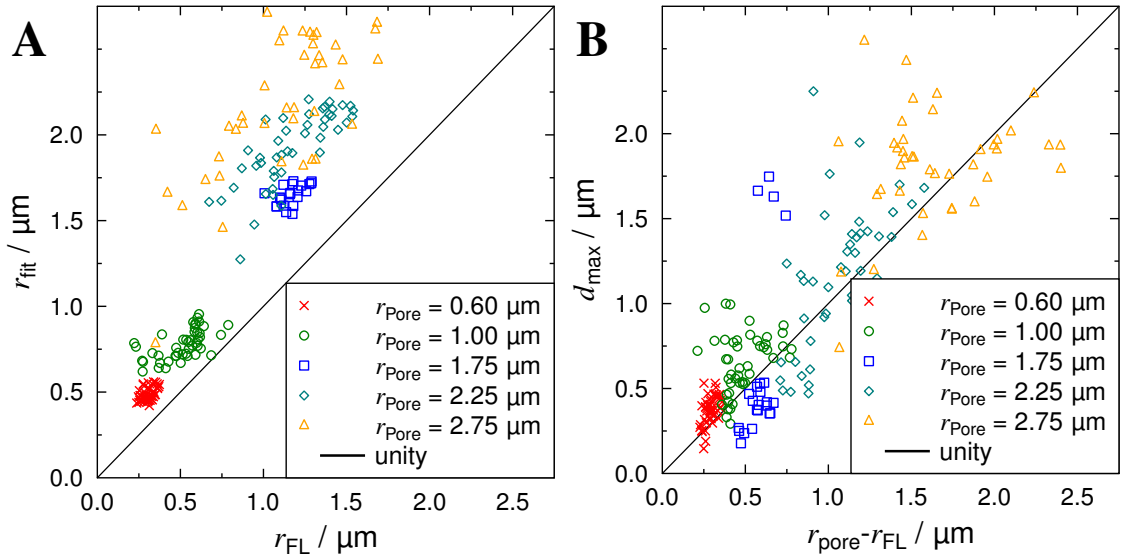 A
r_fit / µm
2.0
1.5
1.0
0.5
0.0
0.0 0.5 1.0 1.5 2.0 2.5
r_FL / µm
r_Pore = 0.60 µm
r_Pore = 1.00 µm
r_Pore = 1.75 µm
r_Pore = 2.25 µm
r_Pore = 2.75 µm
unity
B
d_max / µm
2.5
2.0
1.5
1.0
0.5
0.0
0.0 0.5 1.0 1.5 2.0 2.5
r_pore-r_FL / µm
r_Pore = 0.60 µm
r_Pore = 1.00 µm
r_Pore = 1.75 µm
r_Pore = 2.25 µm
r_Pore = 2.75 µm
unity